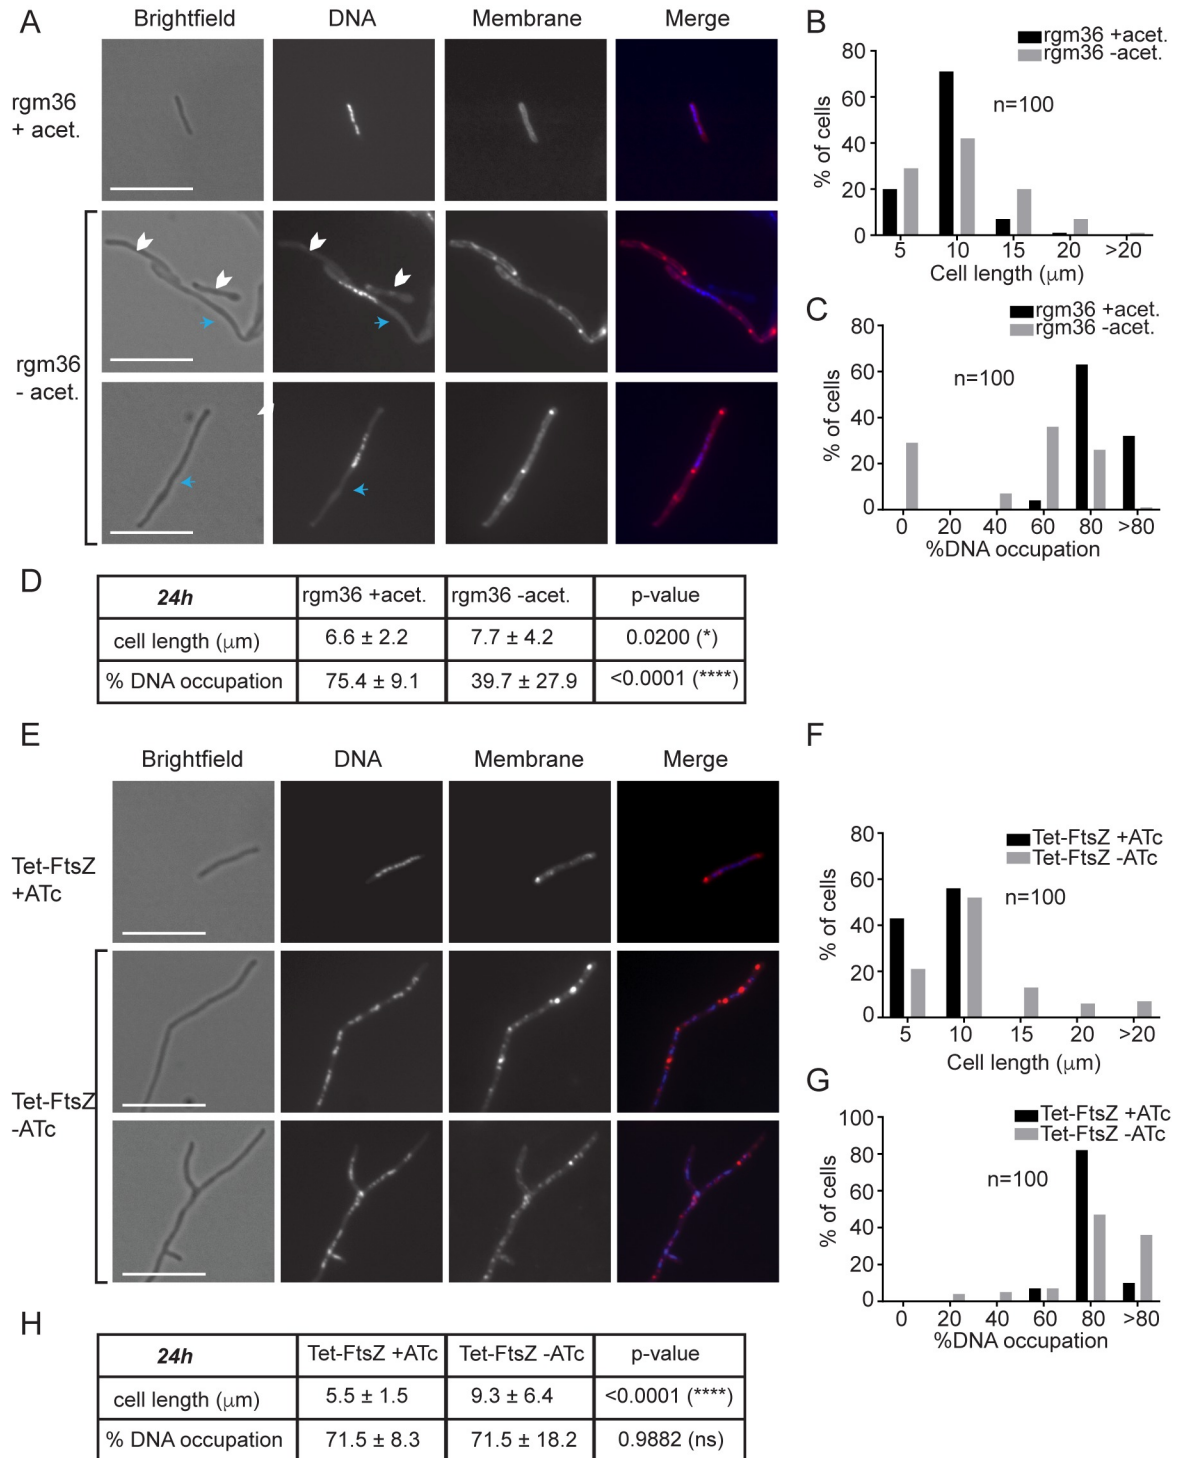 A
Brightfield DNA Membrane Merge
rgm36
+ acet.
rgm36
- acet.
B
rgm36 +acet.
rgm36 -acet.
n=100
% of cells
80
60
40
20
0
5 10 15 20 >20
Cell length (μm)
C
rgm36 +acet.
rgm36 -acet.
n=100
% of cells
80
60
40
20
0
0 20 40 60 80 >80
%DNA occupation
D
24h rgm36 +acet. rgm36 -acet. p-value
cell length (μm) 6.6 ± 2.2 7.7 ± 4.2 0.0200 (*)
% DNA occupation 75.4 ± 9.1 39.7 ± 27.9 <0.0001 (****)
E
Brightfield DNA Membrane Merge
Tet-FtsZ
+ATc
Tet-FtsZ
-ATc
F
Tet-FtsZ +ATc
Tet-FtsZ -ATc
n=100
% of cells
80
60
40
20
0
5 10 15 20 >20
Cell length (μm)
G
Tet-FtsZ +ATc
Tet-FtsZ -ATc
n=100
% of cells
100
80
60
40
20
0
0 20 40 60 80 >80
%DNA occupation
H
24h Tet-FtsZ +ATc Tet-FtsZ -ATc p-value
cell length (μm) 5.5 ± 1.5 9.3 ± 6.4 <0.0001 (****)
% DNA occupation 71.5 ± 8.3 71.5 ± 18.2 0.9882 (ns)